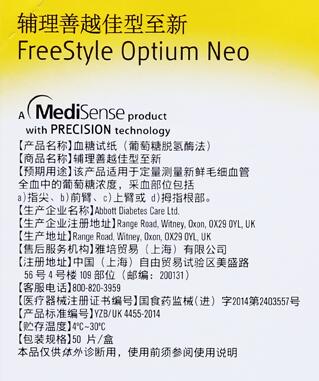 辅理善越佳型至新
FreeStyle Optium Neo
A MediSense product
with PRECISION technology
【产品名称】血糖试纸（葡萄糖脱氢酶法）
【商品名称】辅理善越佳型至新
【预期用途】该产品适用于定量测量新鲜毛细血管
全血中的葡萄糖浓度，采血部位包括
a)指尖、b)前臂、c)上臂或 d)拇指根部。
【生产企业名称】Abbott Diabetes Care Ltd.
【生产企业注册地址】Range Road, Witney, Oxon, OX29 0YL, UK
【生产地址】Range Road, Witney, Oxon, OX29 0YL, UK
【售后服务机构】雅培贸易（上海）有限公司
【注册地址】中国（上海）自由贸易试验区美盛路
56 号 4 号楼 109 部位（邮编：200131）
【客服电话】800-820-3959
【医疗器械注册证书编号】国食药监械(进）字2014第2403557号
【产品标准编号】YZB/UK 4455-2014
【贮存温度】4°C~30°C
【包装规格】50 片/盒
本品仅供体外诊断用，使用前须参阅使用说明